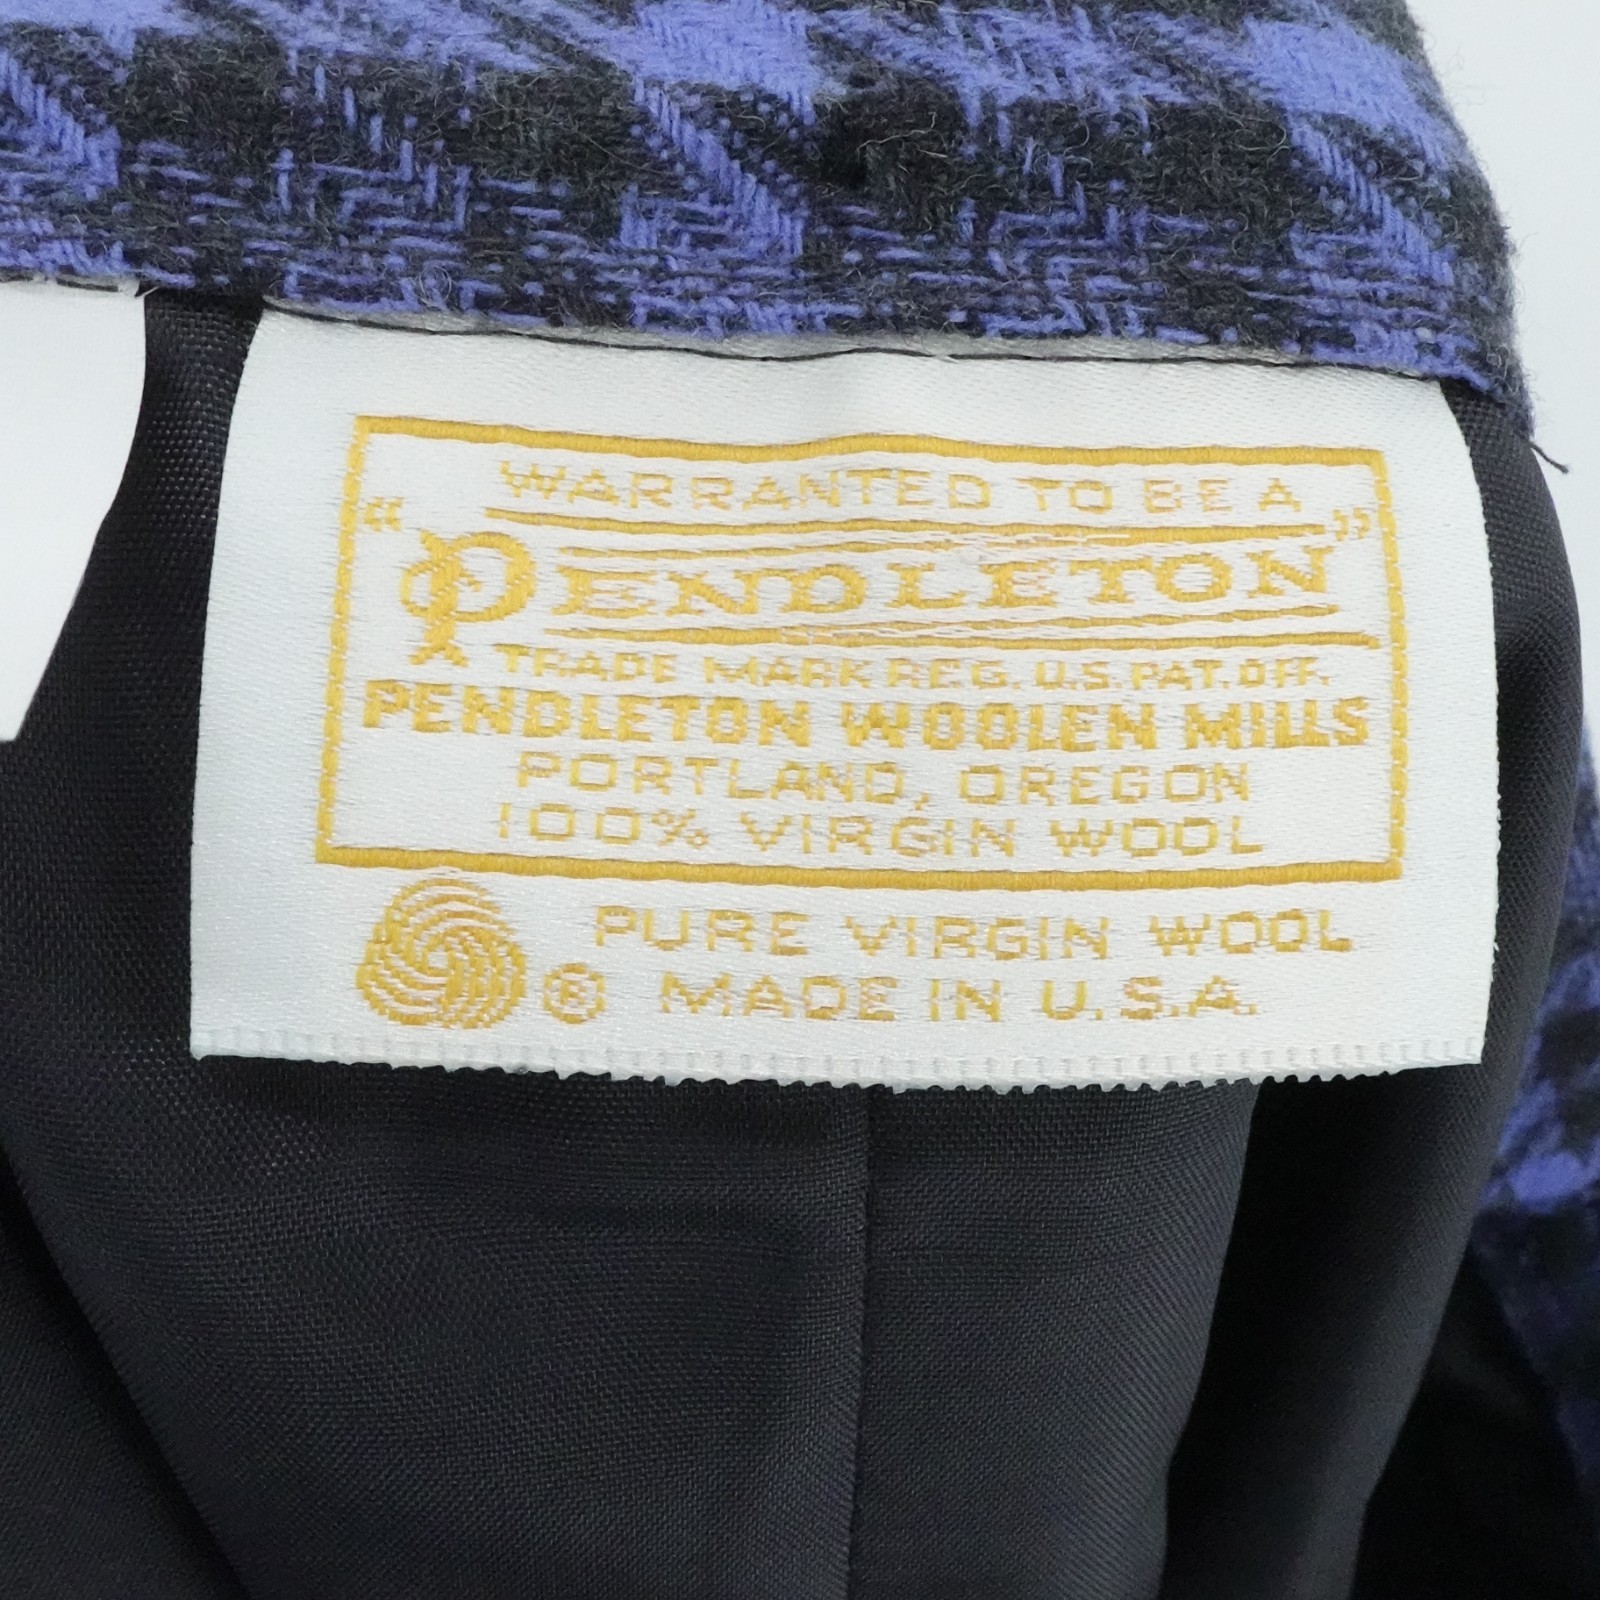 WARRANTED TO BE A
“PENDLETON”
TRADE MARK REG. U.S. PAT. OFF.
PENDLETON WOOLEN MILLS
PORTLAND, OREGON
100% VIRGIN WOOL
PURE VIRGIN WOOL
® MADE IN U.S.A.